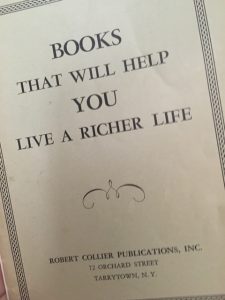 BOOKS
THAT WILL HELP
YOU
LIVE A RICHER LIFE
ROBERT COLLIER PUBLICATIONS, INC.
72 ORCHARD STREET
TARRYTOWN, N. Y.